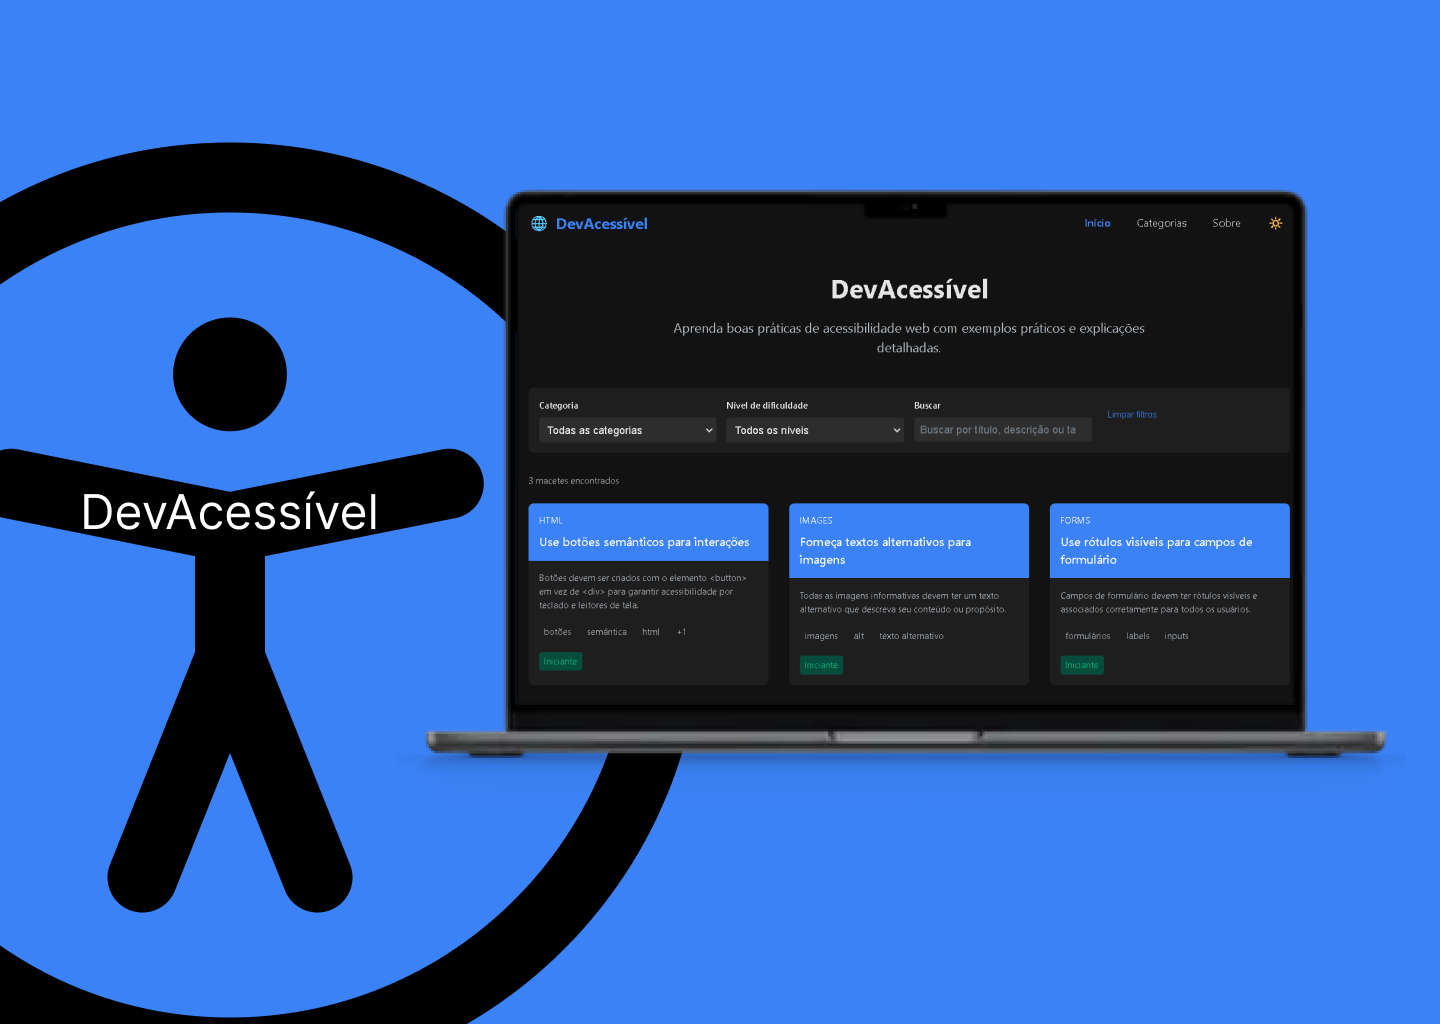 DevAcessível
DevAcessível
Início
Categorias
Sobre
DevAcessível
Aprenda boas práticas de acessibilidade web com exemplos práticos e explicações
detalhadas.
Categoria
Nível de dificuldade
Buscar
Todas as categorias
Todos os níveis
Buscar por título, descrição ou ta
Limpar filtros
3 macetes encontrados
HTML
Use botões semânticos para interações
Botões devem ser criados com o elemento <button>
em vez de <div> para garantir acessibilidade por
teclado e leitores de tela.
botões semântica html +1
Iniciante
IMAGES
Forneça textos alternativos para
imagens
Todas as imagens informativas devem ter um texto
alternativo que descreva seu conteúdo ou propósito.
imagens alt texto alternativo
Iniciante
FORMS
Use rótulos visíveis para campos de
formulário
Campos de formulário devem ter rótulos visíveis e
associados corretamente para todos os usuários.
formulários labels inputs
Iniciante